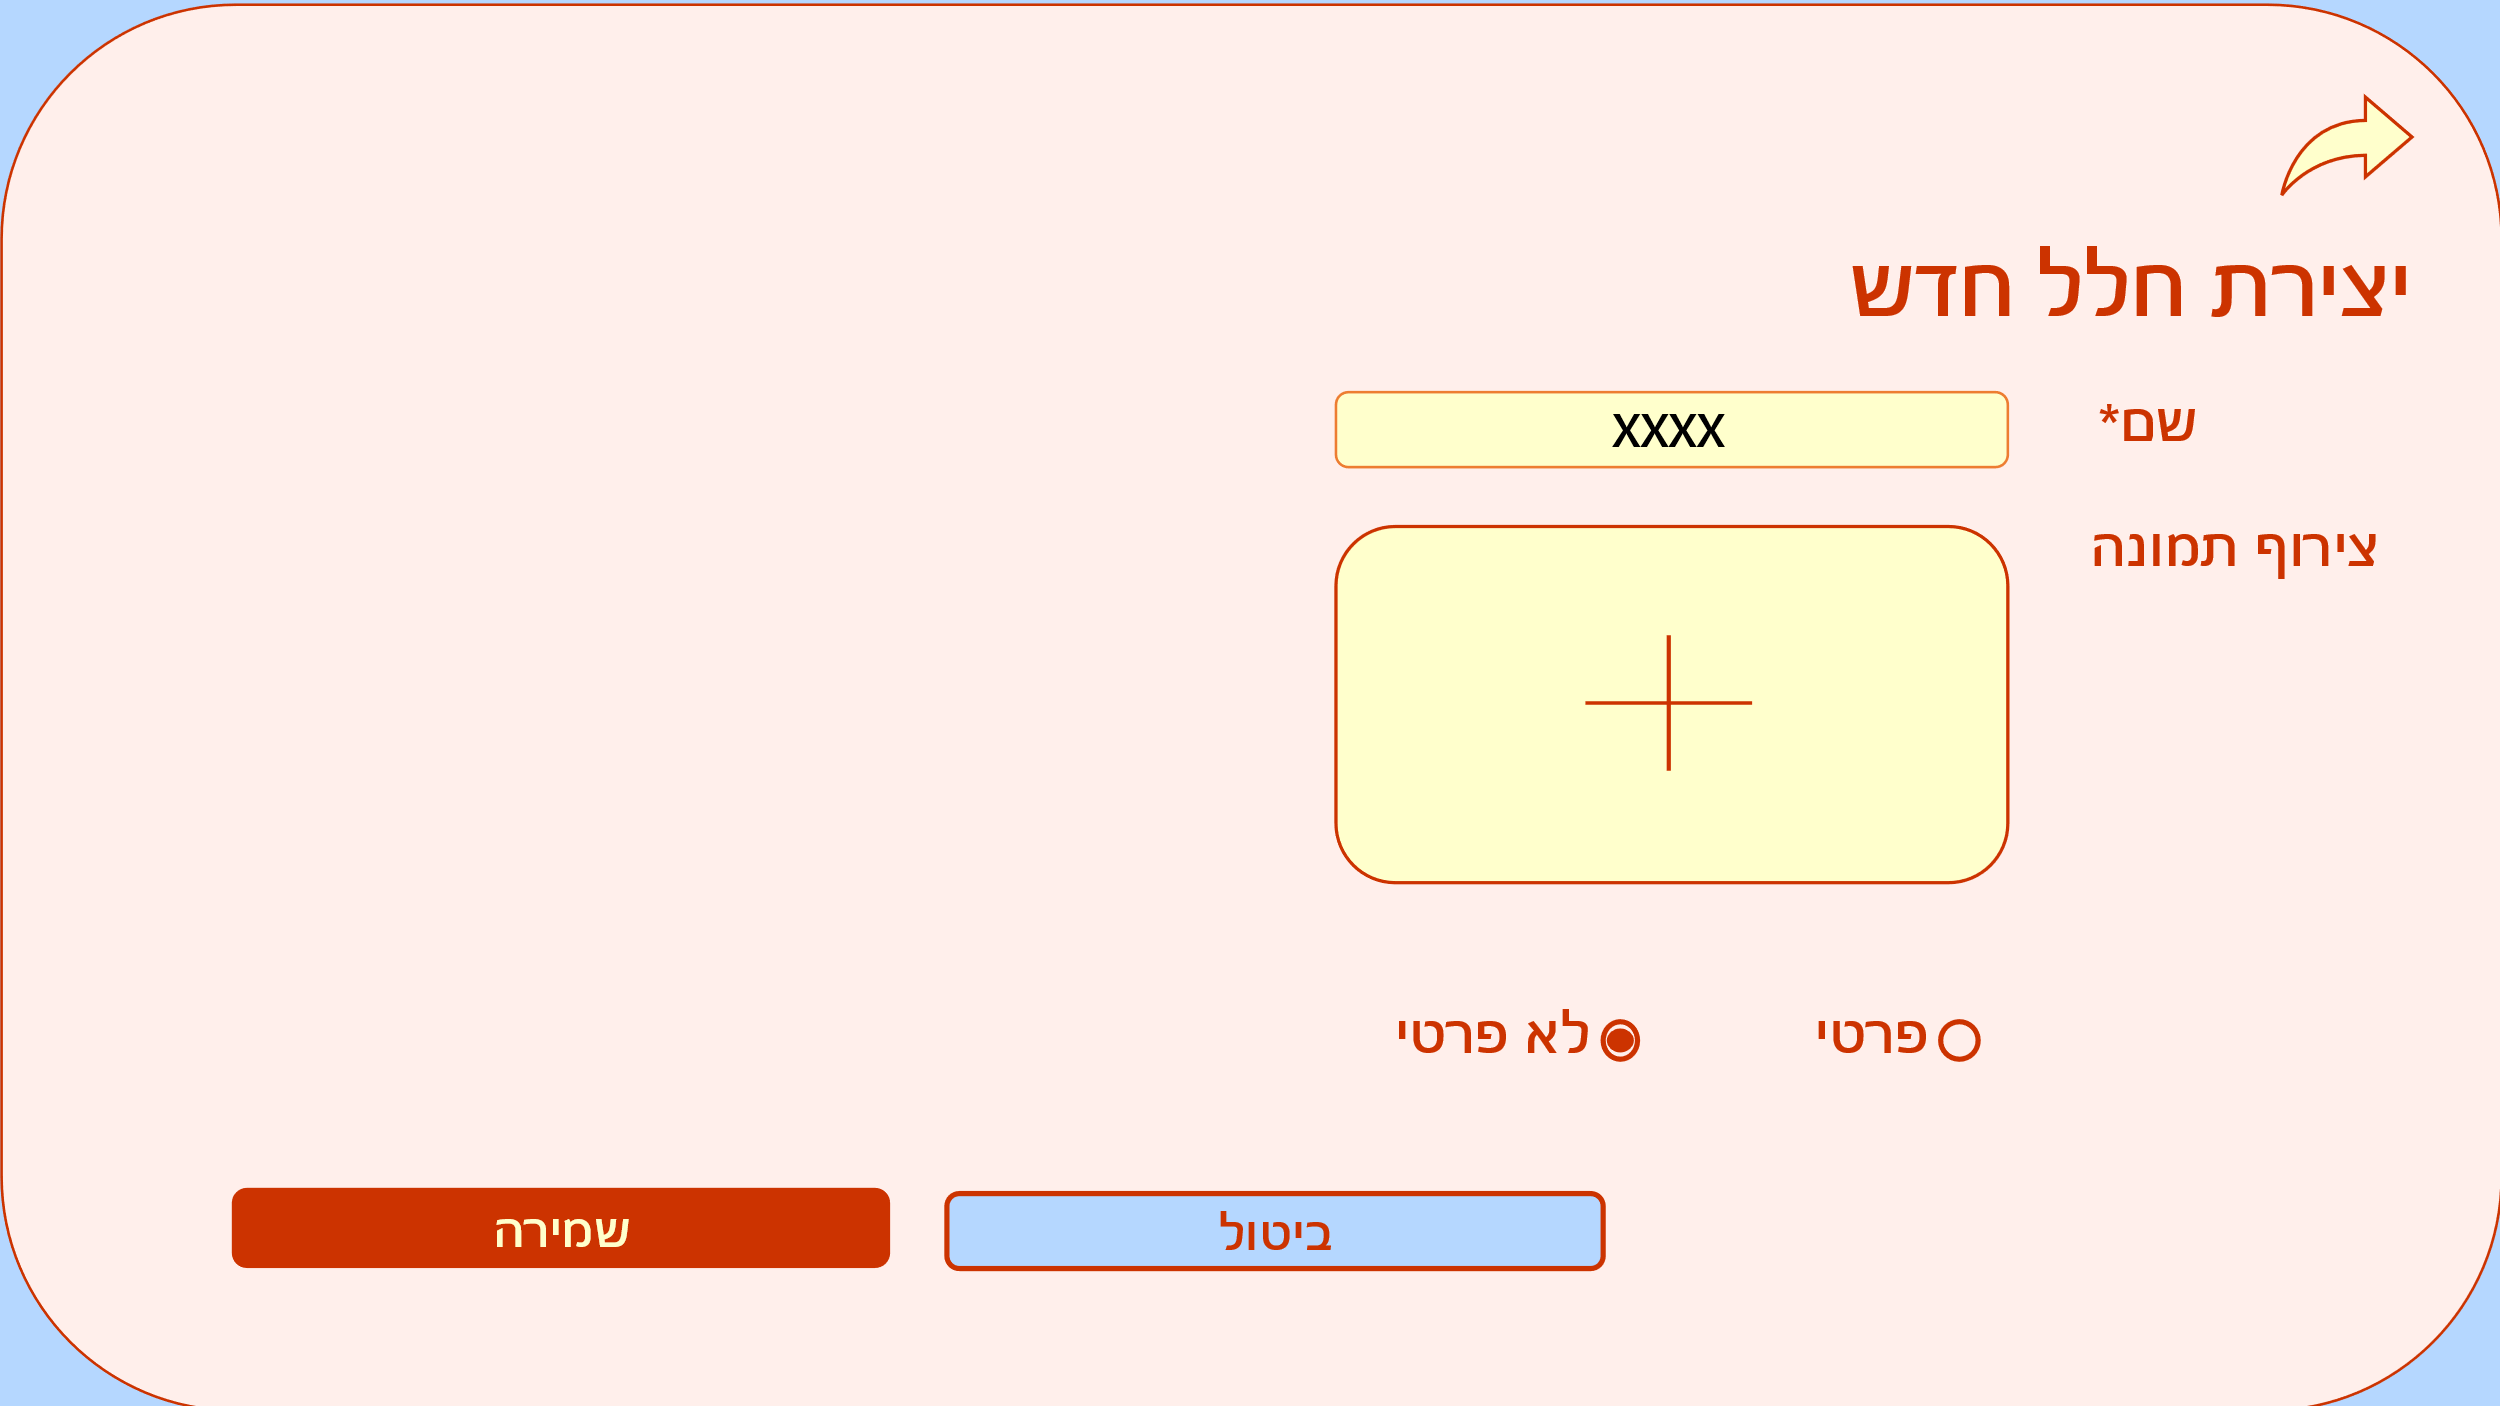 יצירת חלל חדש
שם*
XXXX
צירוף תמונה
פרטי
לא פרטי
ביטול
שמירה